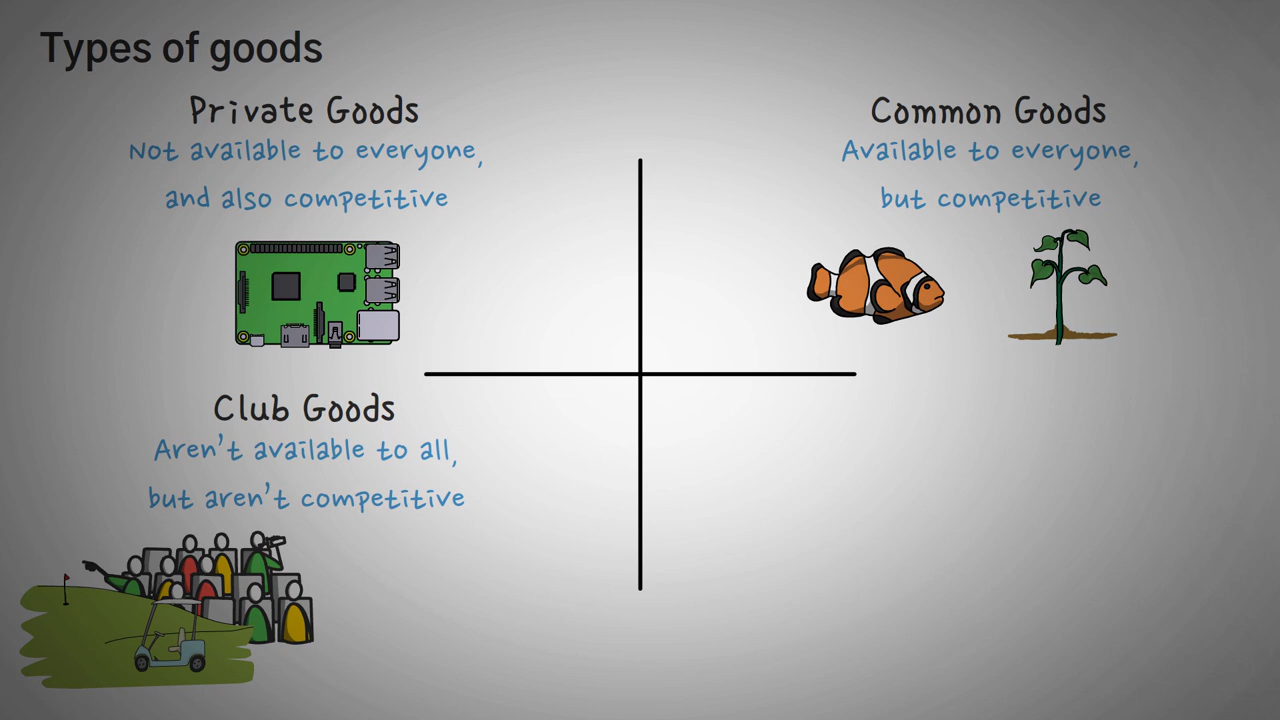 Types of goods
Private Goods
Not available to everyone,
and also competitive
Common Goods
Available to everyone,
but competitive
Club Goods
Aren't available to all,
but aren't competitive